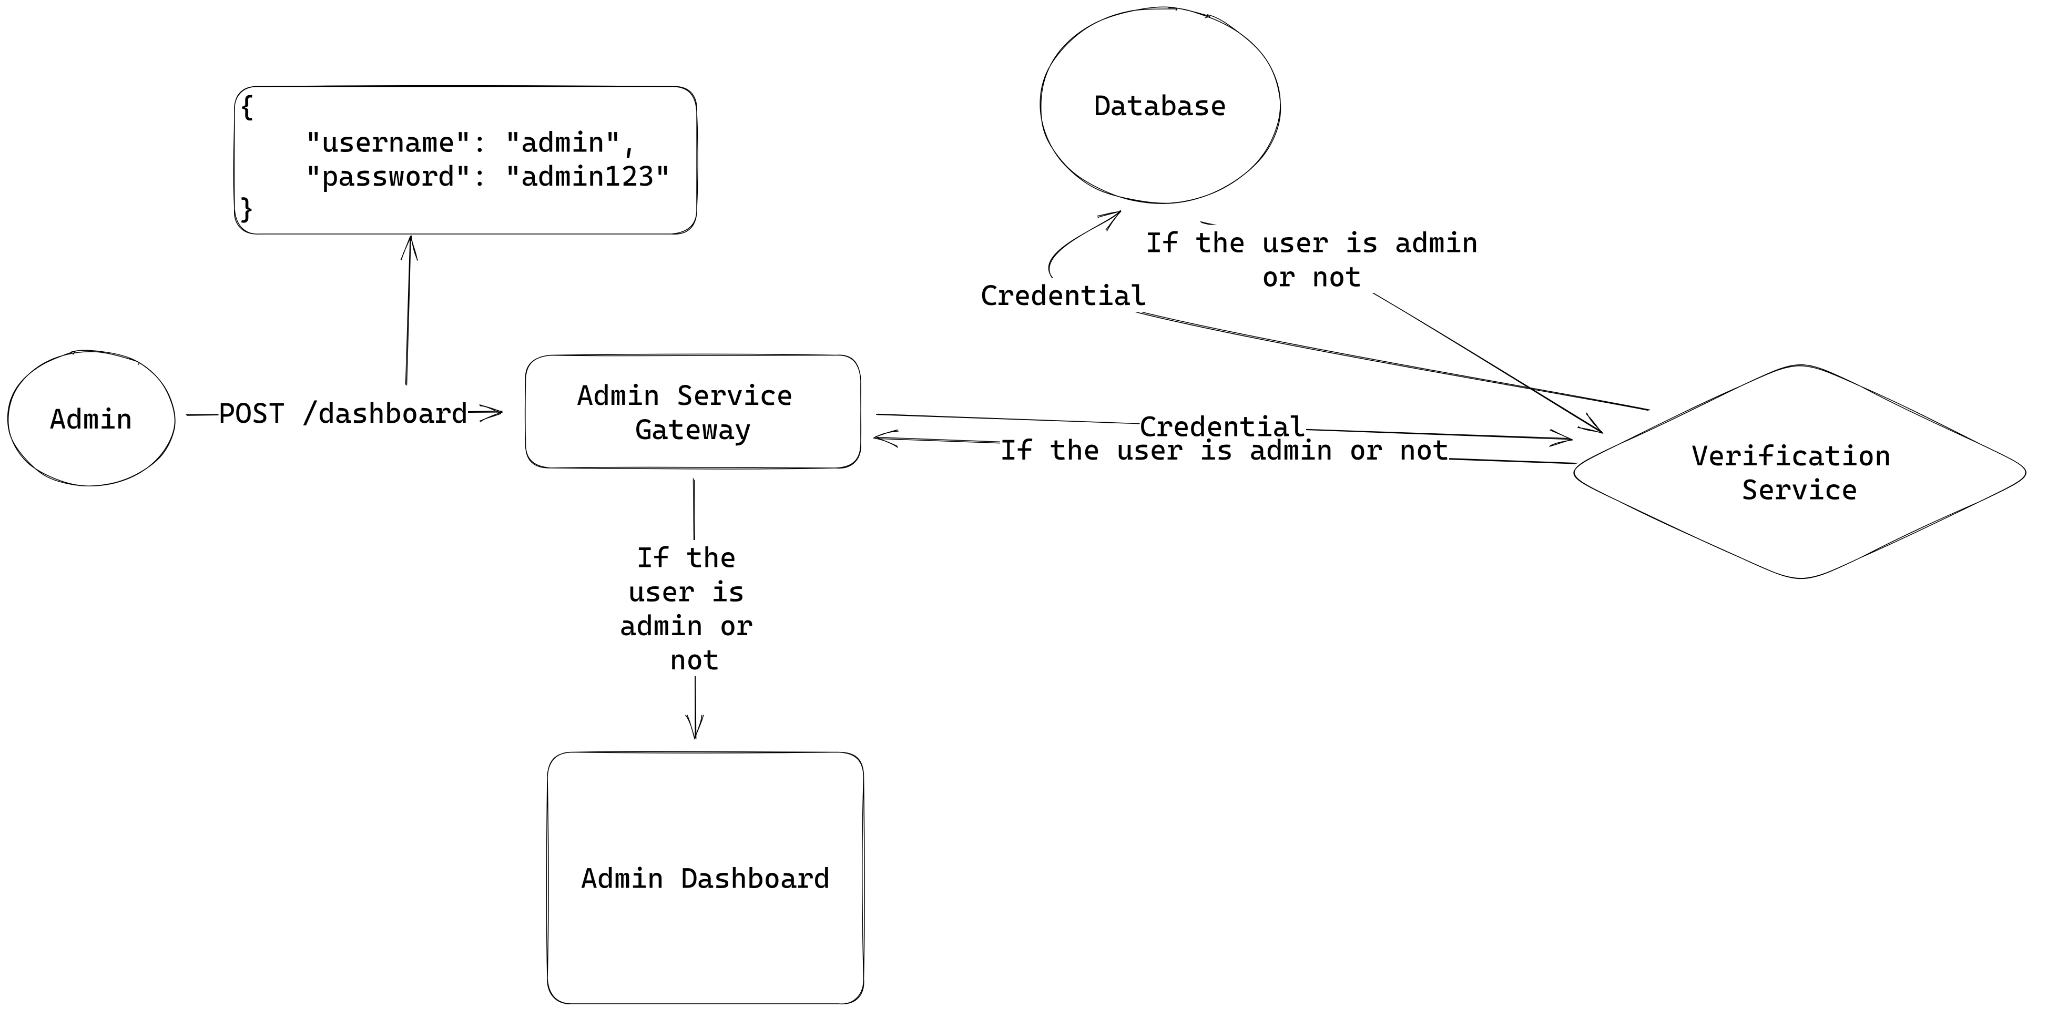 Database
{
"username": "admin",
"password": "admin123"
}
If the user is admin
or not
Credential
Admin
POST /dashboard
Admin Service
Gateway
Credential
If the user is admin or not
Verification
Service
If the
user is
admin or
not
Admin Dashboard